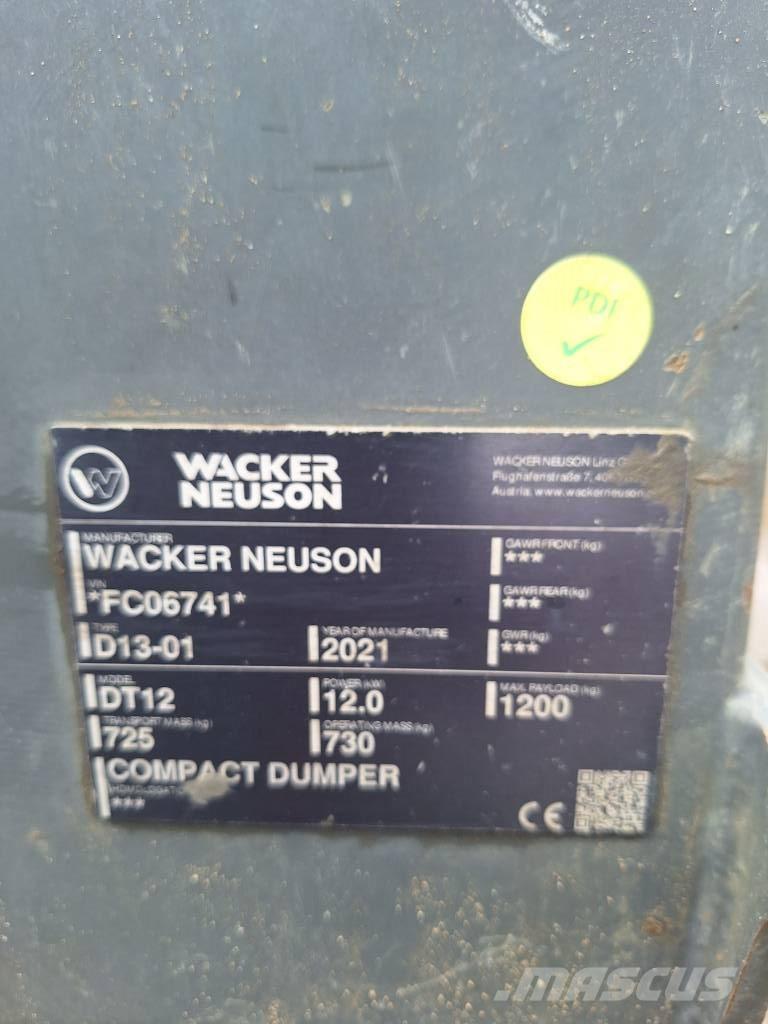 PDI
WACKER
NEUSON
WACKER NEUSON Linz
Flughafenstraße 7,
Austria, www.wackerneuson.
MANUFACTURER
WACKER NEUSON
VIN
*FC06741*
TYPE
D13-01
YEAR OF MANUFACTURE
2021
GAWR FRONT (kg)
***
GAWR REAR (kg)
***
GWR (kg)
***
MODEL
DT12
POWER (kW)
12.0
MAX. PAYLOAD (kg)
1200
TRANSPORT MASS (kg)
725
OPERATING MASS (kg)
730
COMPACT DUMPER
***
CE
MASCUS